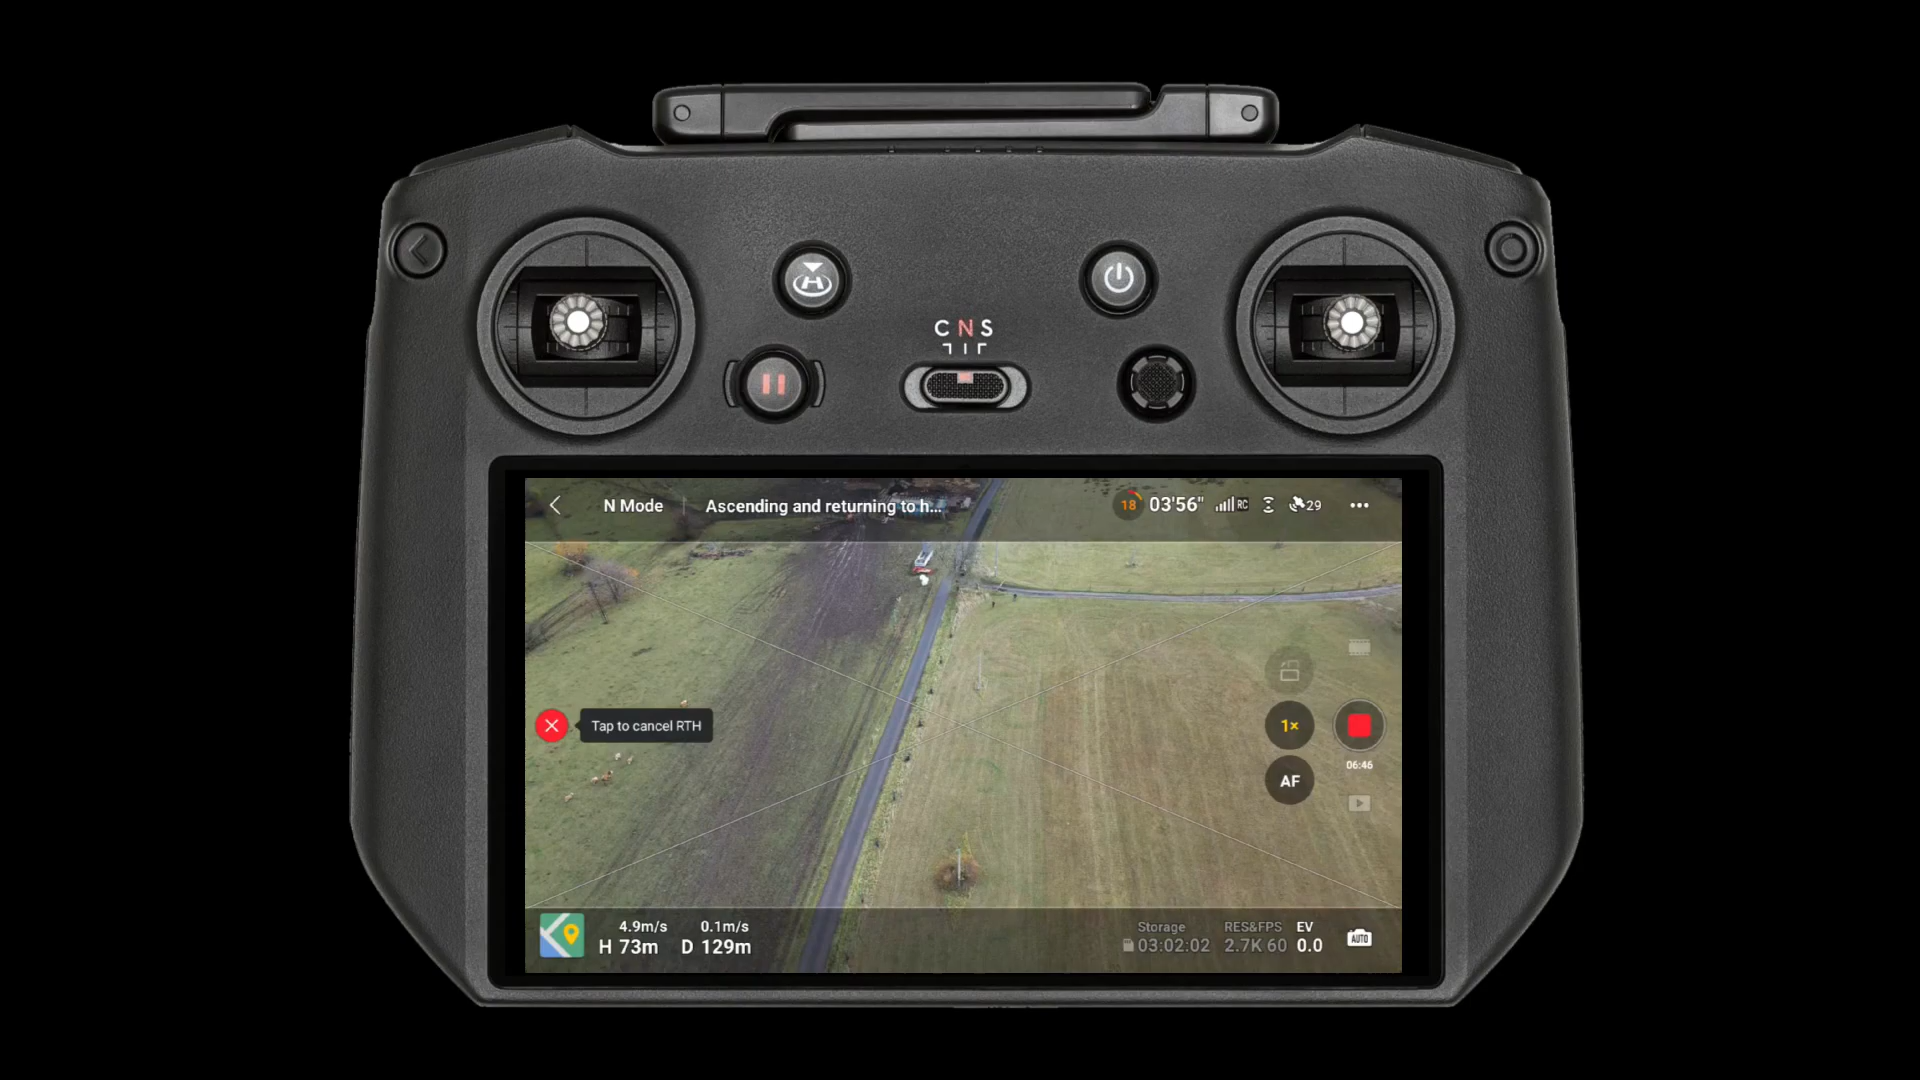 C N S
N Mode
Ascending and returning to h...
18
03'56"
RC
29
Tap to cancel RTH
1×
06:46
AF
4.9m/s
0.1m/s
H 73m
D 129m
Storage
RES&FPS
EV
03:02:02
2.7K 60
0.0
AUTO